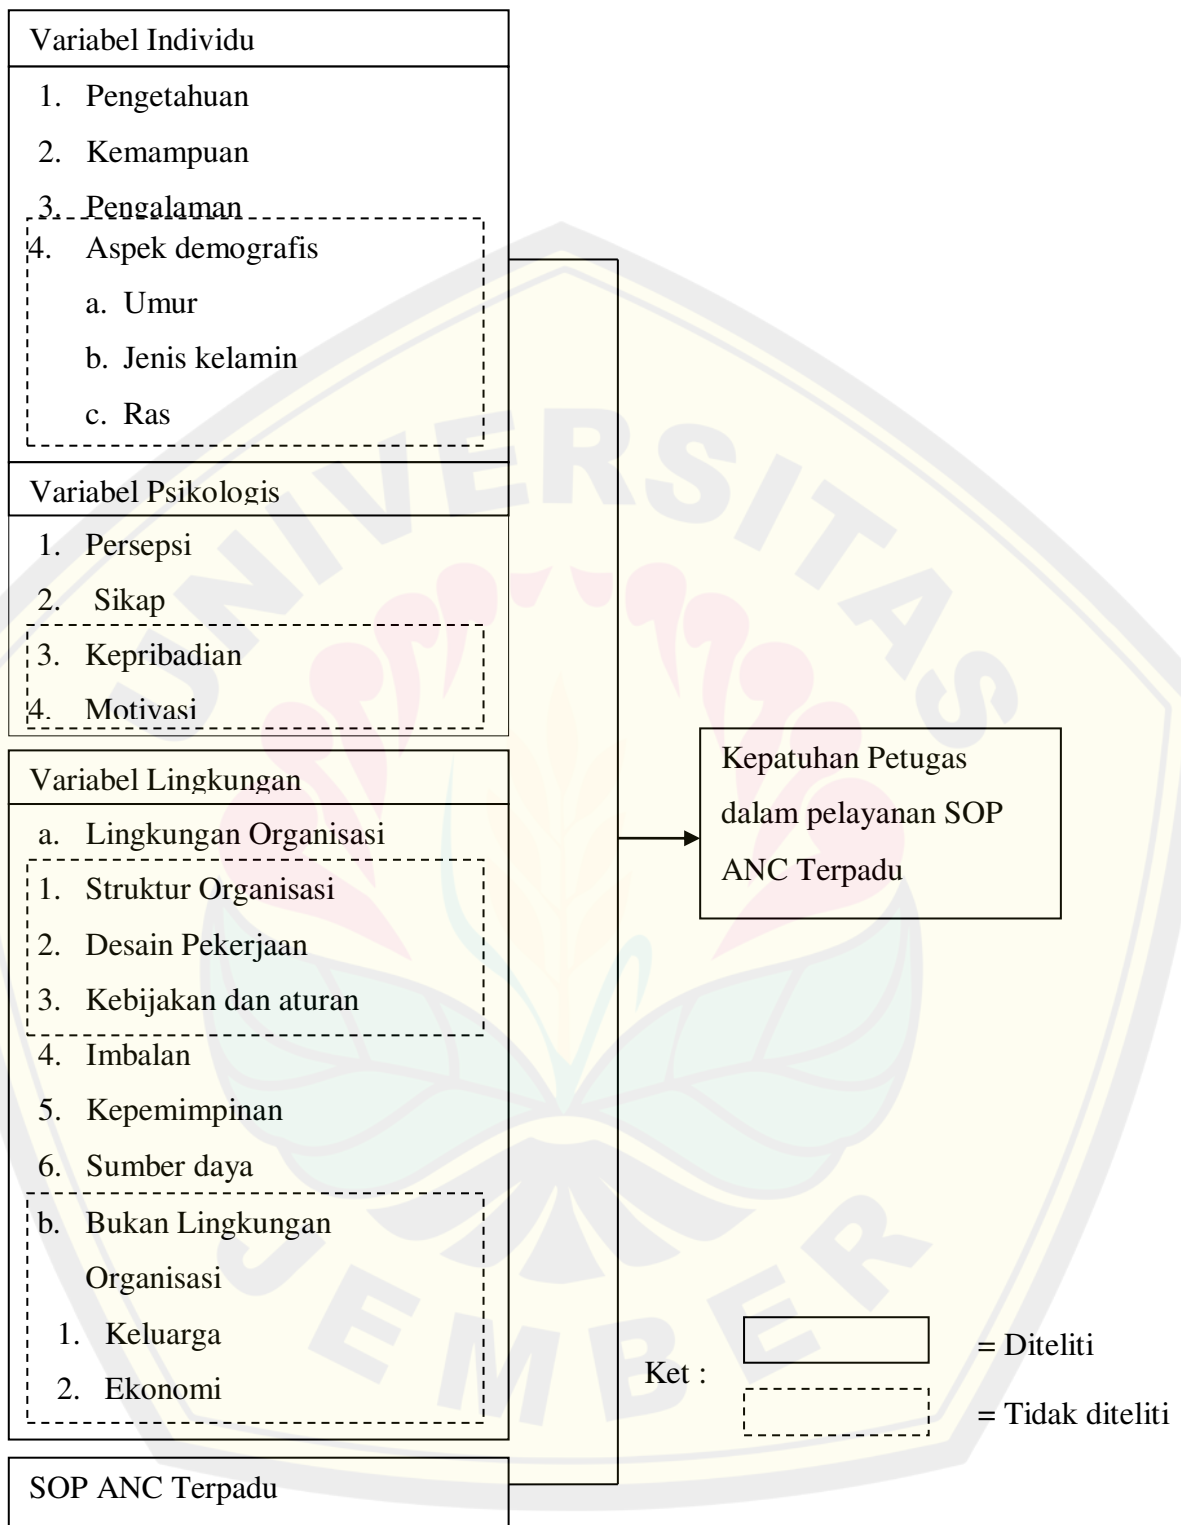 Variabel Individu
1. Pengetahuan
2. Kemampuan
3. Pengalaman
4. Aspek demografis
a. Umur
b. Jenis kelamin
c. Ras
Variabel Psikologis
1. Persepsi
2. Sikap
3. Kepribadian
4. Motivasi
Variabel Lingkungan
a. Lingkungan Organisasi
1. Struktur Organisasi
2. Desain Pekerjaan
3. Kebijakan dan aturan
4. Imbalan
5. Kepemimpinan
6. Sumber daya
b. Bukan Lingkungan
Organisasi
1. Keluarga
2. Ekonomi
SOP ANC Terpadu
Kepatuhan Petugas
dalam pelayanan SOP
ANC Terpadu
Ket :
= Diteliti
= Tidak diteliti
UNIVERSITAS
JEMBER